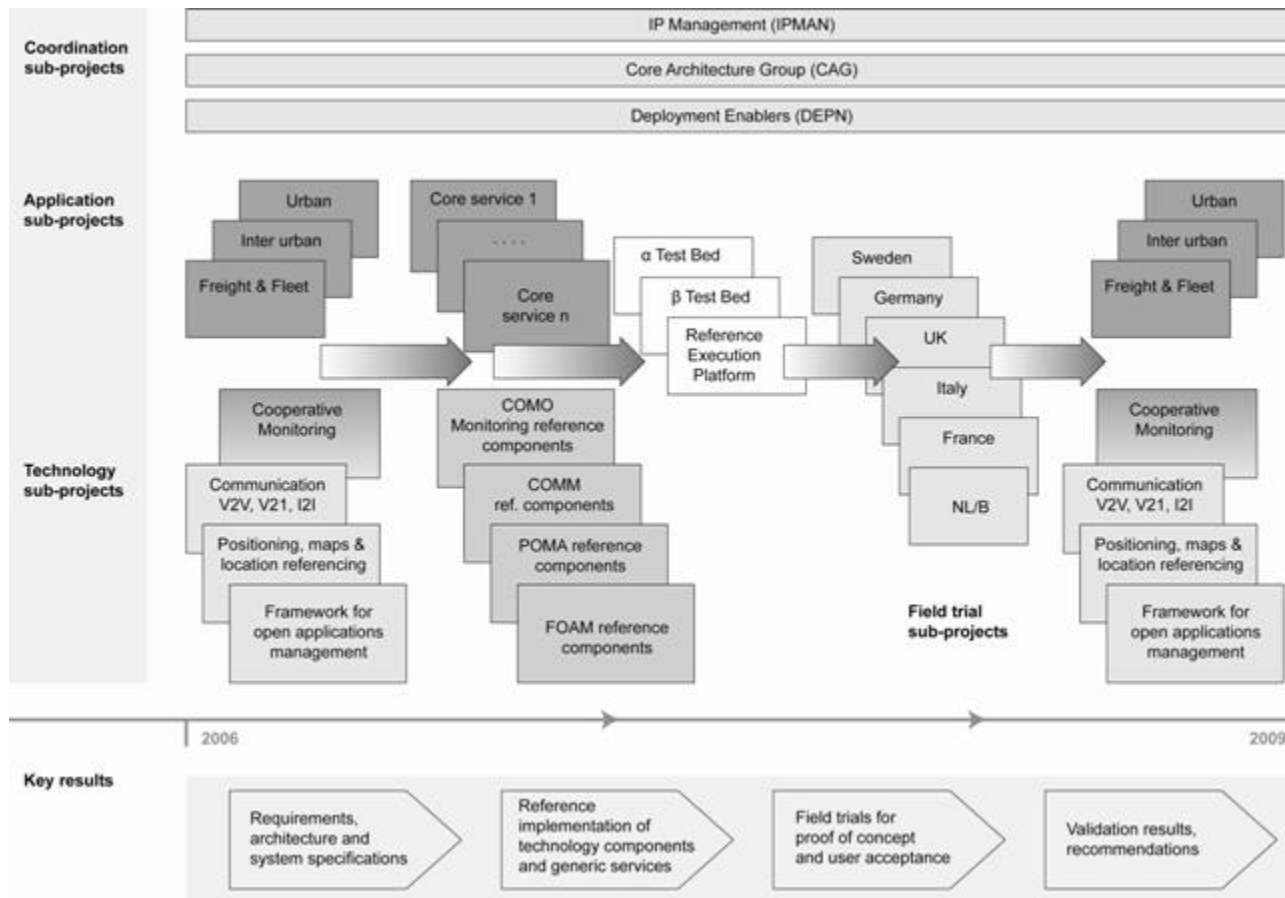 Coordination
sub-projects
IP Management (IPMAN)
Core Architecture Group (CAG)
Deployment Enablers (DEPN)
Application
sub-projects
Urban
Inter urban
Freight & Fleet
Core service 1
. . . .
Core
service n
α Test Bed
β Test Bed
Reference
Execution
Platform
Sweden
Germany
UK
Italy
France
NL/B
Urban
Inter urban
Freight & Fleet
Technology
sub-projects
Cooperative
Monitoring
Communication
V2V, V21, I2I
Positioning, maps &
location referencing
Framework for
open applications
management
COMO
Monitoring reference
components
COMM
ref. components
POMA reference
components
FOAM reference
components
Field trial
sub-projects
Cooperative
Monitoring
Communication
V2V, V21, I2I
Positioning, maps &
location referencing
Framework for
open applications
management
2006
2009
Key results
Requirements,
architecture and
system specifications
Reference
implementation of
technology components
and generic services
Field trials for
proof of concept
and user acceptance
Validation results,
recommendations